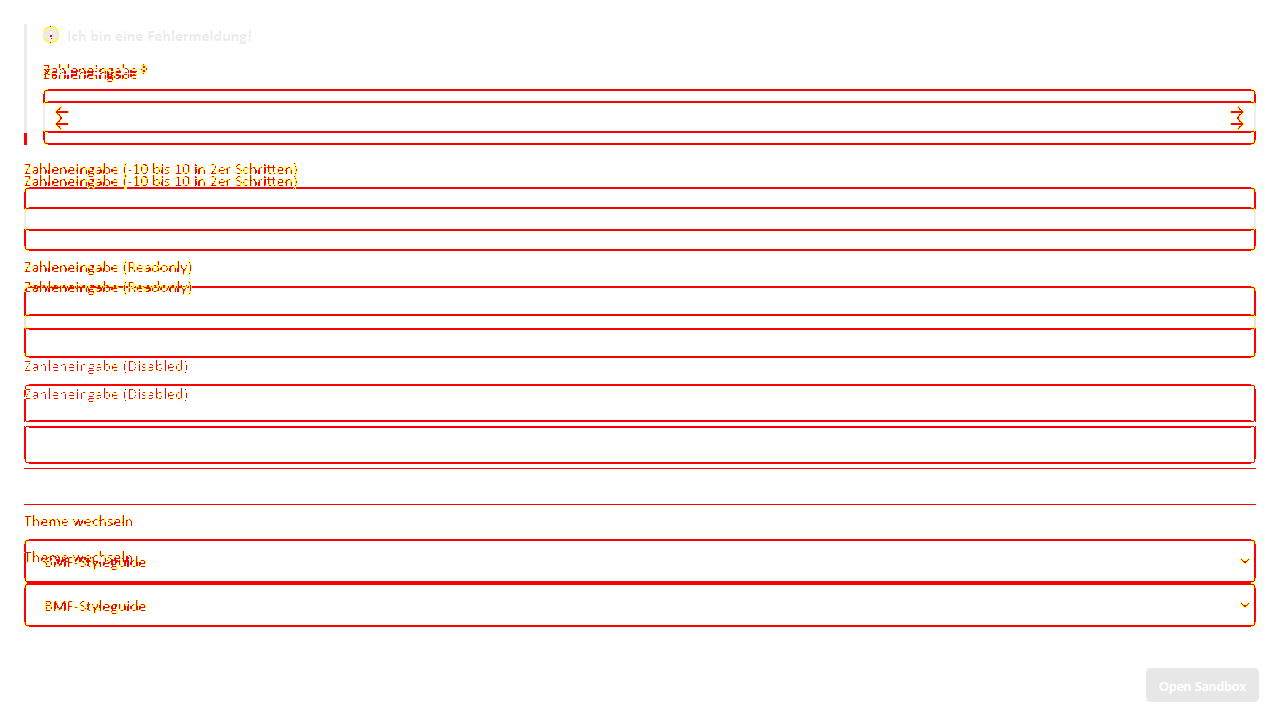 Ich bin eine Fehlermeldung!
Zahleneingabe *
Zahleneingabe *
Zahleneingabe (-10 bis 10 in 2er Schritten)
Zahleneingabe (-10 bis 10 in 2er Schritten)
Zahleneingabe (Readonly)
Zahleneingabe (Readonly)
Zahleneingabe (Disabled)
Zahleneingabe (Disabled)
Theme wechseln
Theme wechseln
BMF-Styleguide
BMF-Styleguide
Open Sandbox